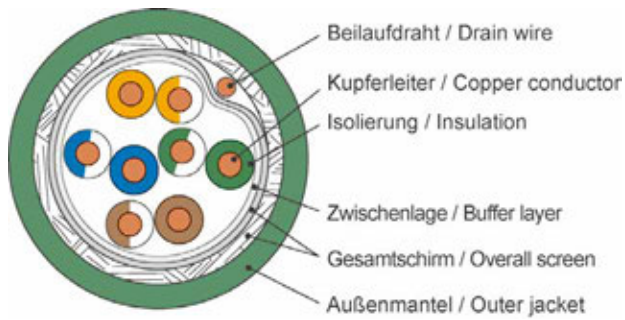 Beilaufdraht / Drain wire
Kupferleiter / Copper conductor
Isolierung / Insulation
Zwischenlage / Buffer layer
Gesamtschirm / Overall screen
Außenmantel / Outer jacket